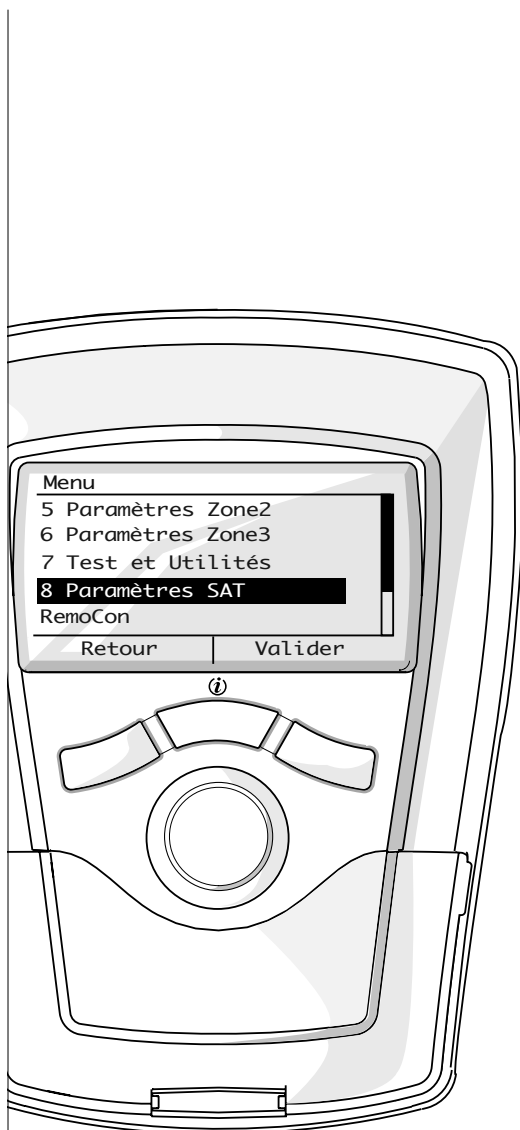 Menu
5 Paramètres Zone2
6 Paramètres Zone3
7 Test et Utilités
8 Paramètres SAT
RemoCon
Retour Valider
i